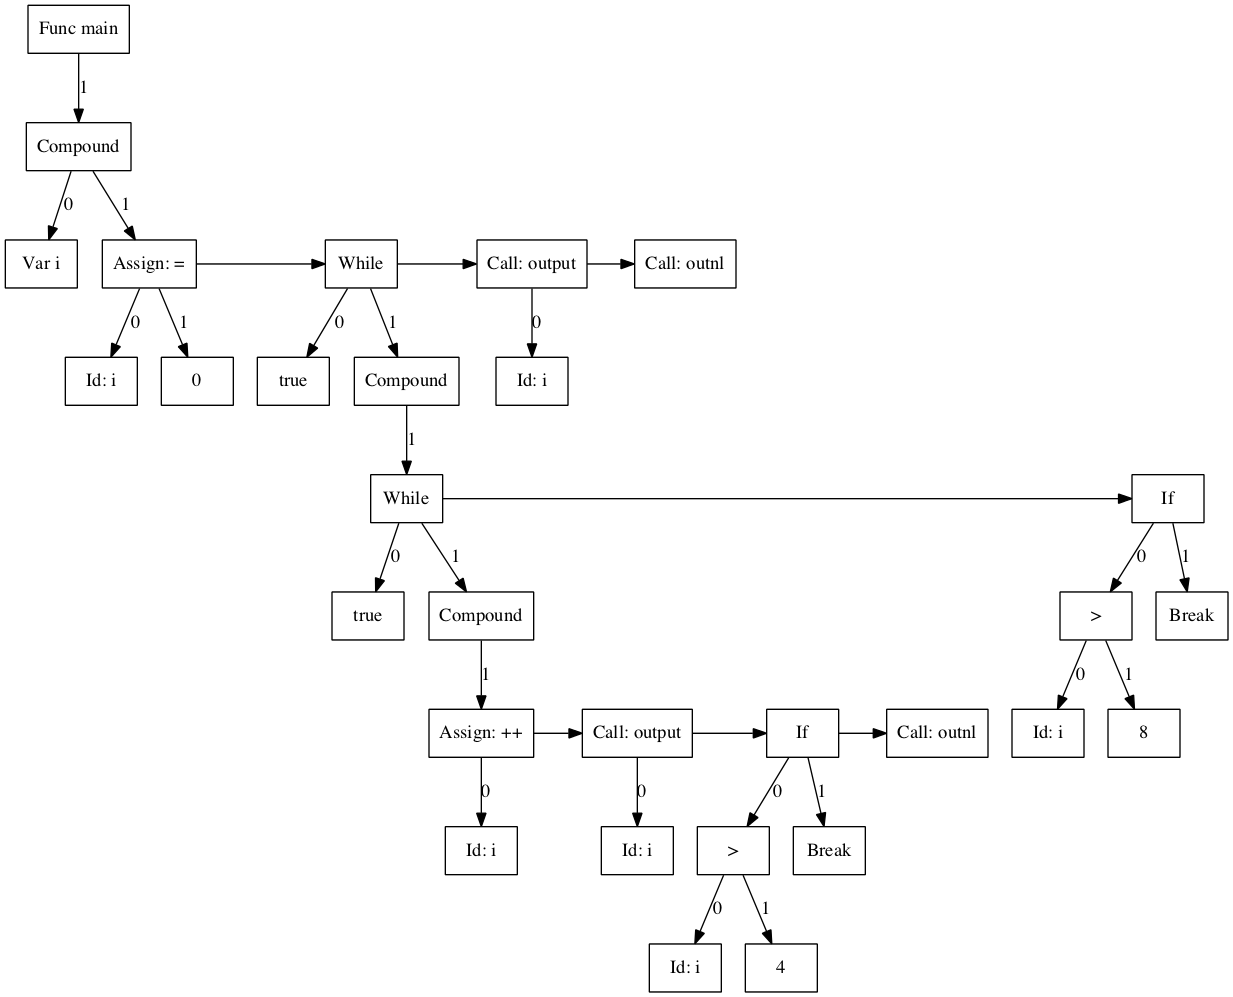 Func main
1
Compound
0
1
Var i
Assign: =
While
Call: output
Call: outnl
0
1
0
1
0
Id: i
0
true
Compound
Id: i
1
While
If
0
1
0
1
true
Compound
>
Break
1
0
1
Assign: ++
Call: output
If
Call: outnl
Id: i
8
0
0
0
1
Id: i
Id: i
>
Break
0
1
Id: i
4